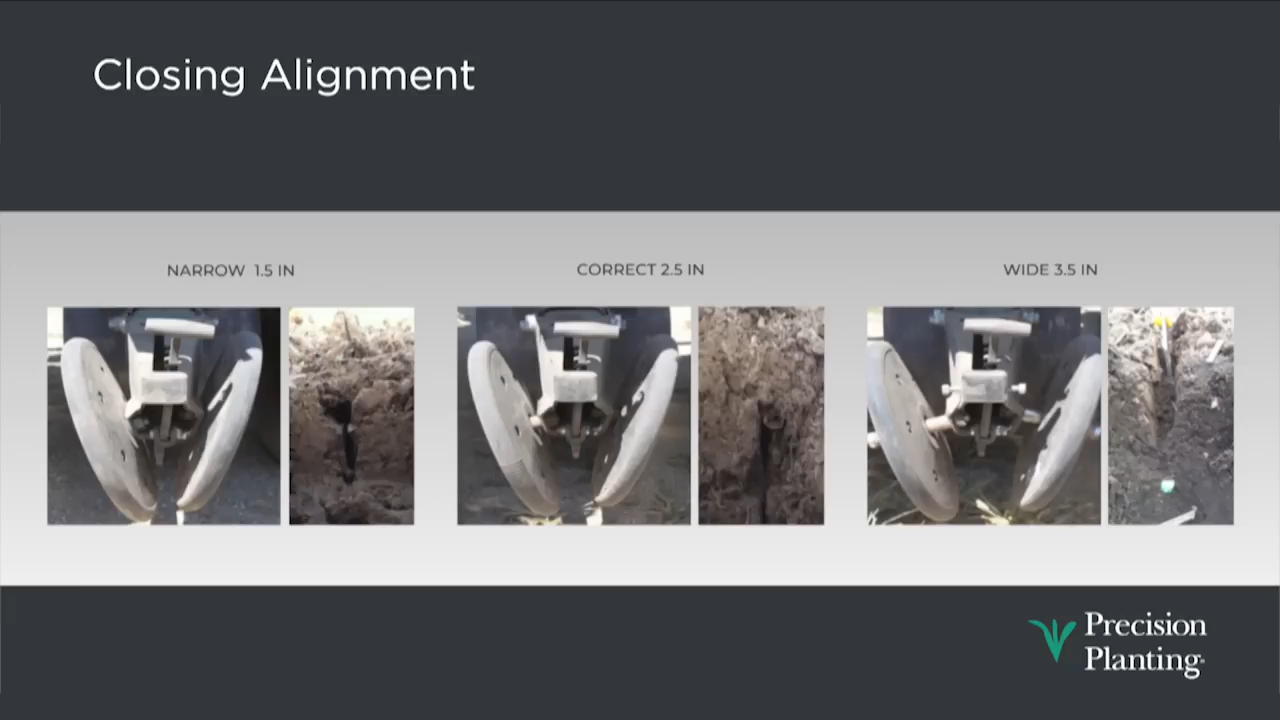 Closing Alignment
NARROW 1.5 IN
CORRECT 2.5 IN
WIDE 3.5 IN
Precision
Planting